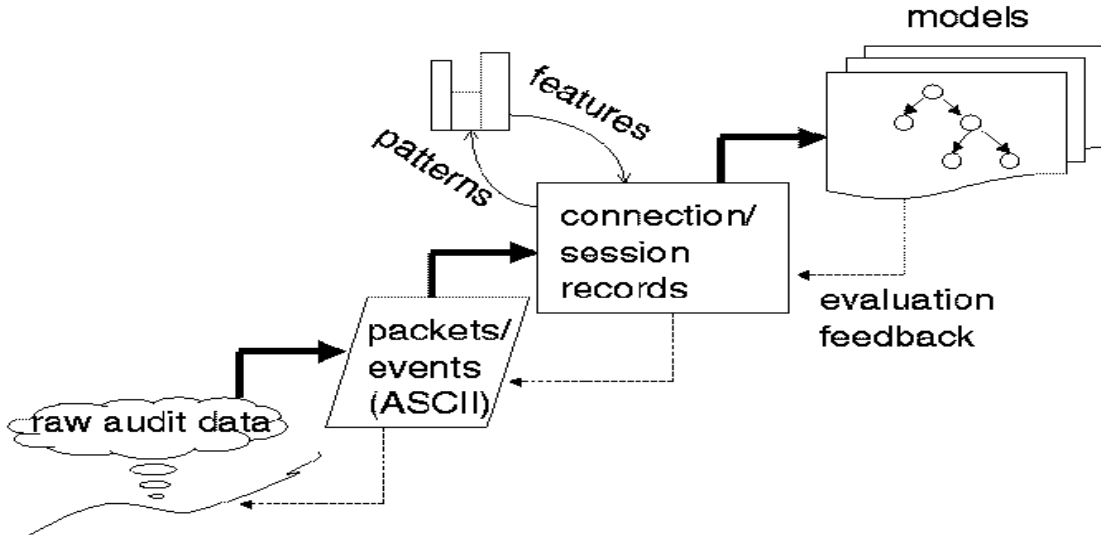 models
features
patterns
connection/
session
records
evaluation
feedback
packets/
events
(ASCII)
raw audit data